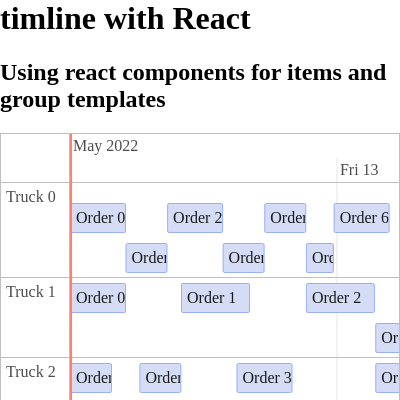 timline with React
Using react components for items and
group templates
May 2022
Fri 13
Truck 0
Order 0 Order 2 Order Order 6
Order Order Ord
Truck 1
Order 0 Order 1 Order 2
Or
Truck 2
Order Order Order 3 Or